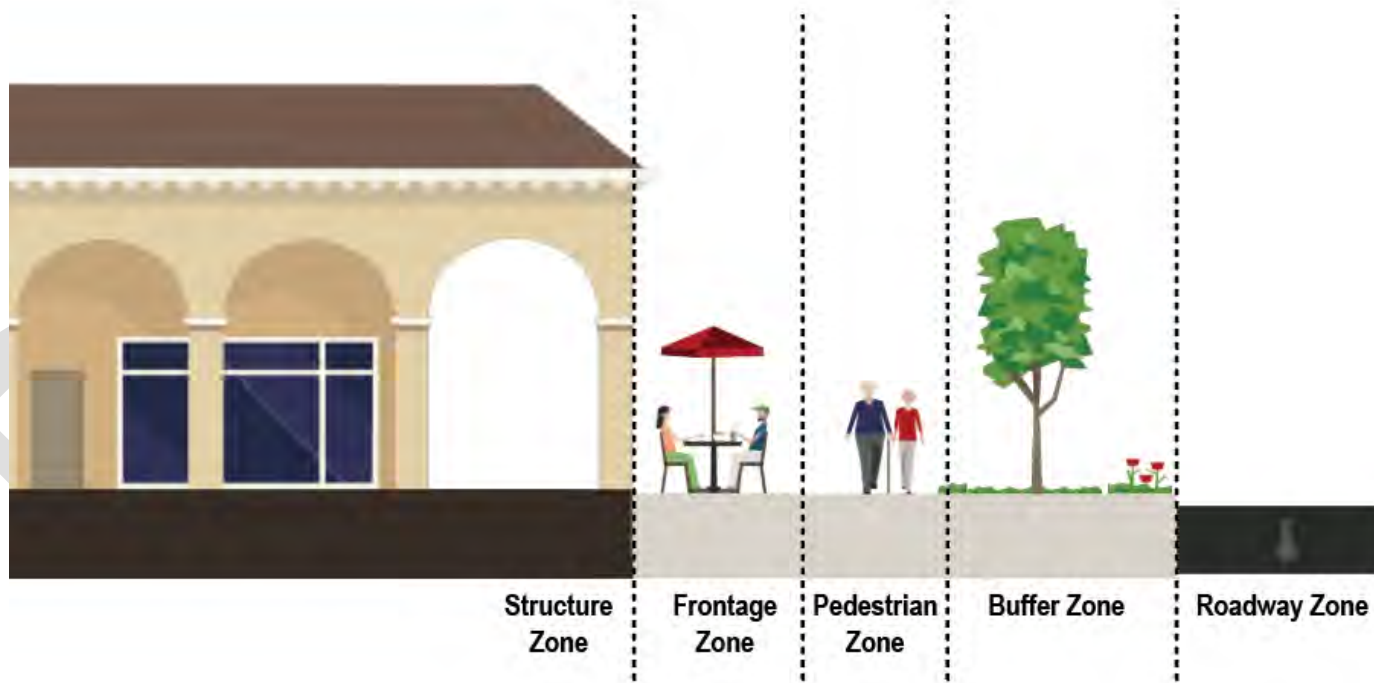 Structure Zone
Frontage Zone
Pedestrian Zone
Buffer Zone
Roadway Zone